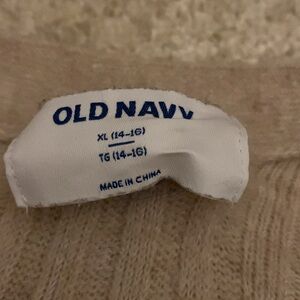 OLD NAVY
XL (14-16)
TG (14-16)
MADE IN CHINA